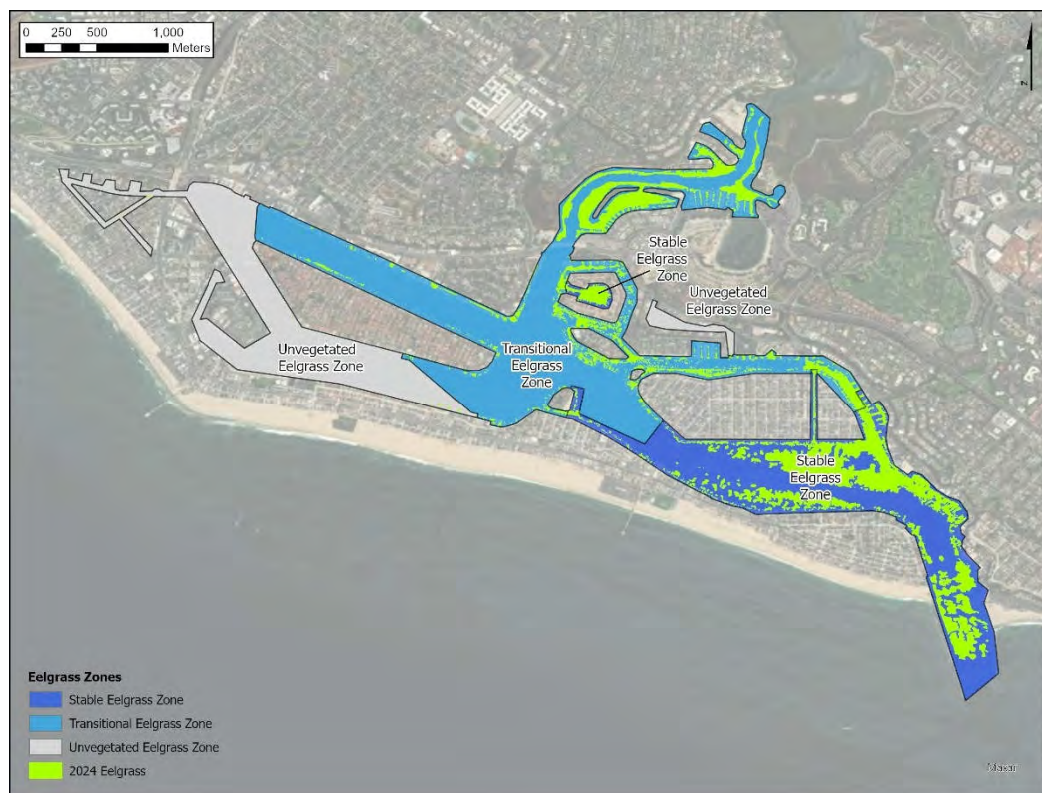 0 250 500 1,000
Meters
N
Stable
Eelgrass
Zone
Unvegetated
Eelgrass Zone
Unvegetated
Eelgrass Zone
Transitional
Eelgrass
Zone
Stable
Eelgrass
Zone
Eelgrass Zones
Stable Eelgrass Zone
Transitional Eelgrass Zone
Unvegetated Eelgrass Zone
2024 Eelgrass
Maxar